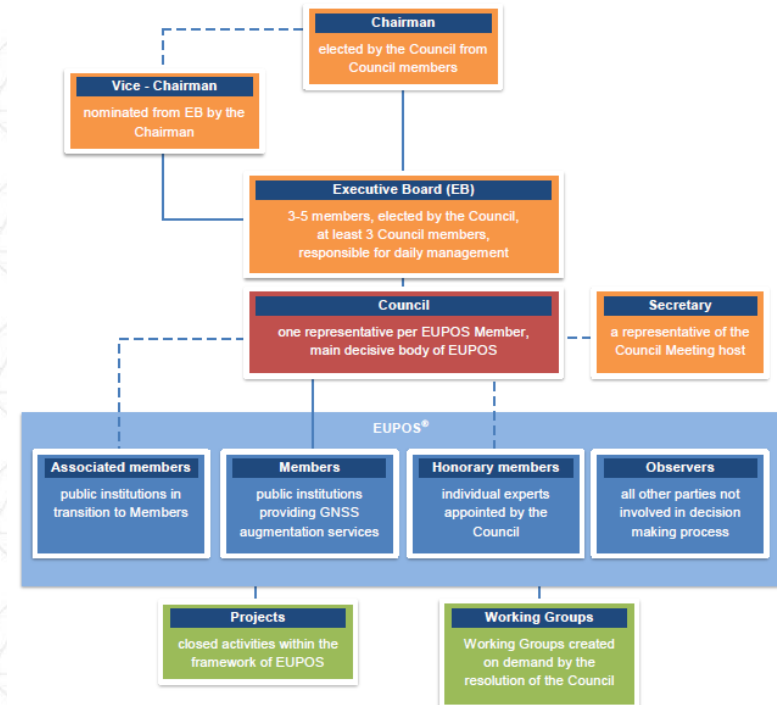 Chairman
elected by the Council from
Council members
Vice - Chairman
nominated from EB by the
Chairman
Executive Board (EB)
3-5 members, elected by the Council,
at least 3 Council members,
responsible for daily management
Council
one representative per EUPOS Member,
main decisive body of EUPOS
Secretary
a representative of the
Council Meeting host
EUPOS®
Associated members
public institutions in
transition to Members
Members
public institutions
providing GNSS
augmentation services
Honorary members
individual experts
appointed by the
Council
Observers
all other parties not
involved in decision
making process
Projects
closed activities within the
framework of EUPOS
Working Groups
Working Groups created
on demand by the
resolution of the Council